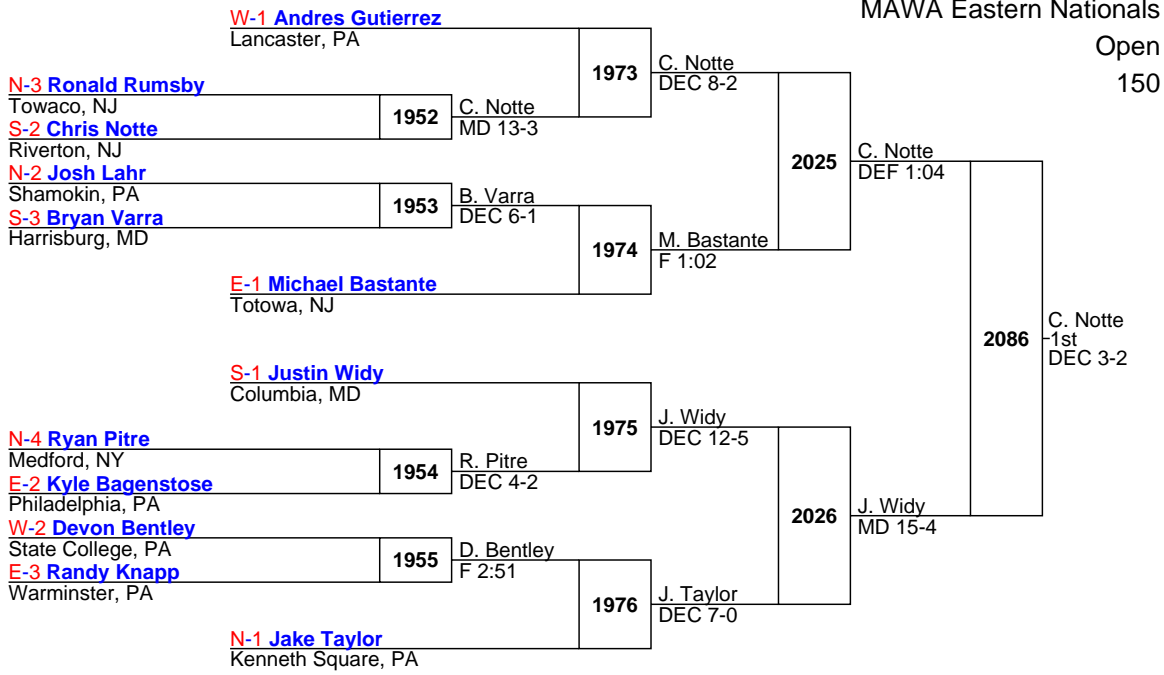 MAWA Eastern Nationals
Open
150
W-1 Andres Gutierrez
Lancaster, PA
N-3 Ronald Rumsby
Towaco, NJ
S-2 Chris Notte
Riverton, NJ
N-2 Josh Lahr
Shamokin, PA
S-3 Bryan Varra
Harrisburg, MD
E-1 Michael Bastante
Totowa, NJ
S-1 Justin Widy
Columbia, MD
N-4 Ryan Pitre
Medford, NY
E-2 Kyle Bagenstose
Philadelphia, PA
W-2 Devon Bentley
State College, PA
E-3 Randy Knapp
Warminster, PA
N-1 Jake Taylor
Kenneth Square, PA
1952
C. Notte
MD 13-3
1953
B. Varra
DEC 6-1
1954
R. Pitre
DEC 4-2
1955
D. Bentley
F 2:51
1973
C. Notte
DEC 8-2
1974
M. Bastante
F 1:02
1975
J. Widy
DEC 12-5
1976
J. Taylor
DEC 7-0
2025
C. Notte
DEF 1:04
2026
J. Widy
MD 15-4
2086
C. Notte
1st
DEC 3-2